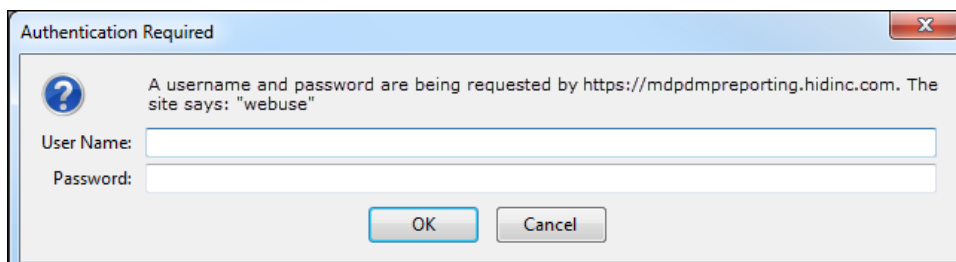 Authentication Required
A username and password are being requested by https://mdpdmpreporting.hidinc.com. The
site says: "webuse"
User Name:
Password:
OK Cancel